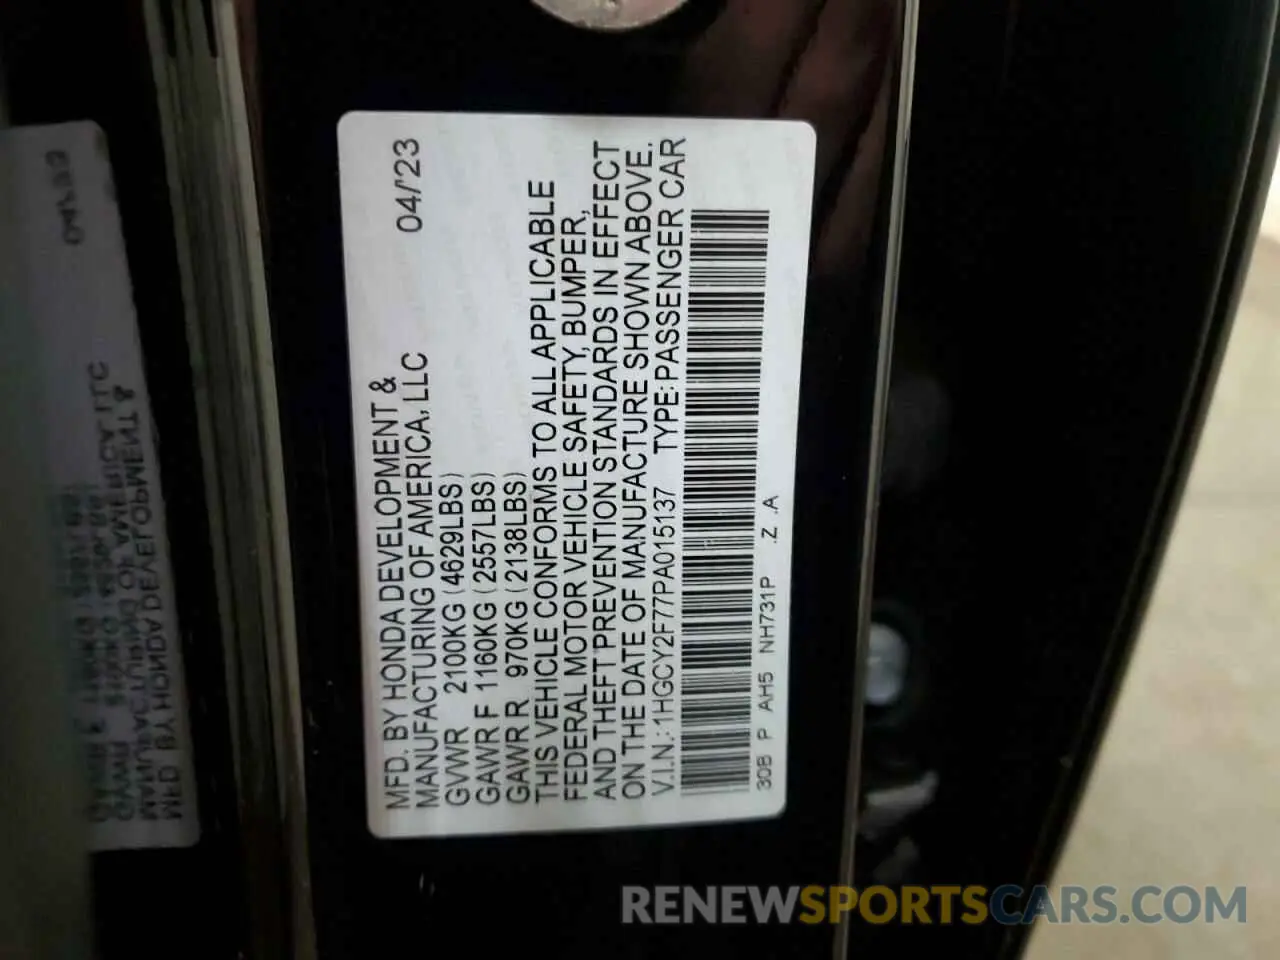 MFD. BY HONDA DEVELOPMENT &
MANUFACTURING OF AMERICA, LLC 04/23
GVWR 2100KG (4629LBS)
GAWR F 1160KG (2557LBS)
GAWR R 970KG (2138LBS)
THIS VEHICLE CONFORMS TO ALL APPLICABLE
FEDERAL MOTOR VEHICLE SAFETY, BUMPER,
AND THEFT PREVENTION STANDARDS IN EFFECT
ON THE DATE OF MANUFACTURE SHOWN ABOVE.
V.I.N.: 1HGCY2F77PA015137 TYPE: PASSENGER CAR
30B P AH5 NH731P .Z .A
RENEWSPORTSCARS.COM